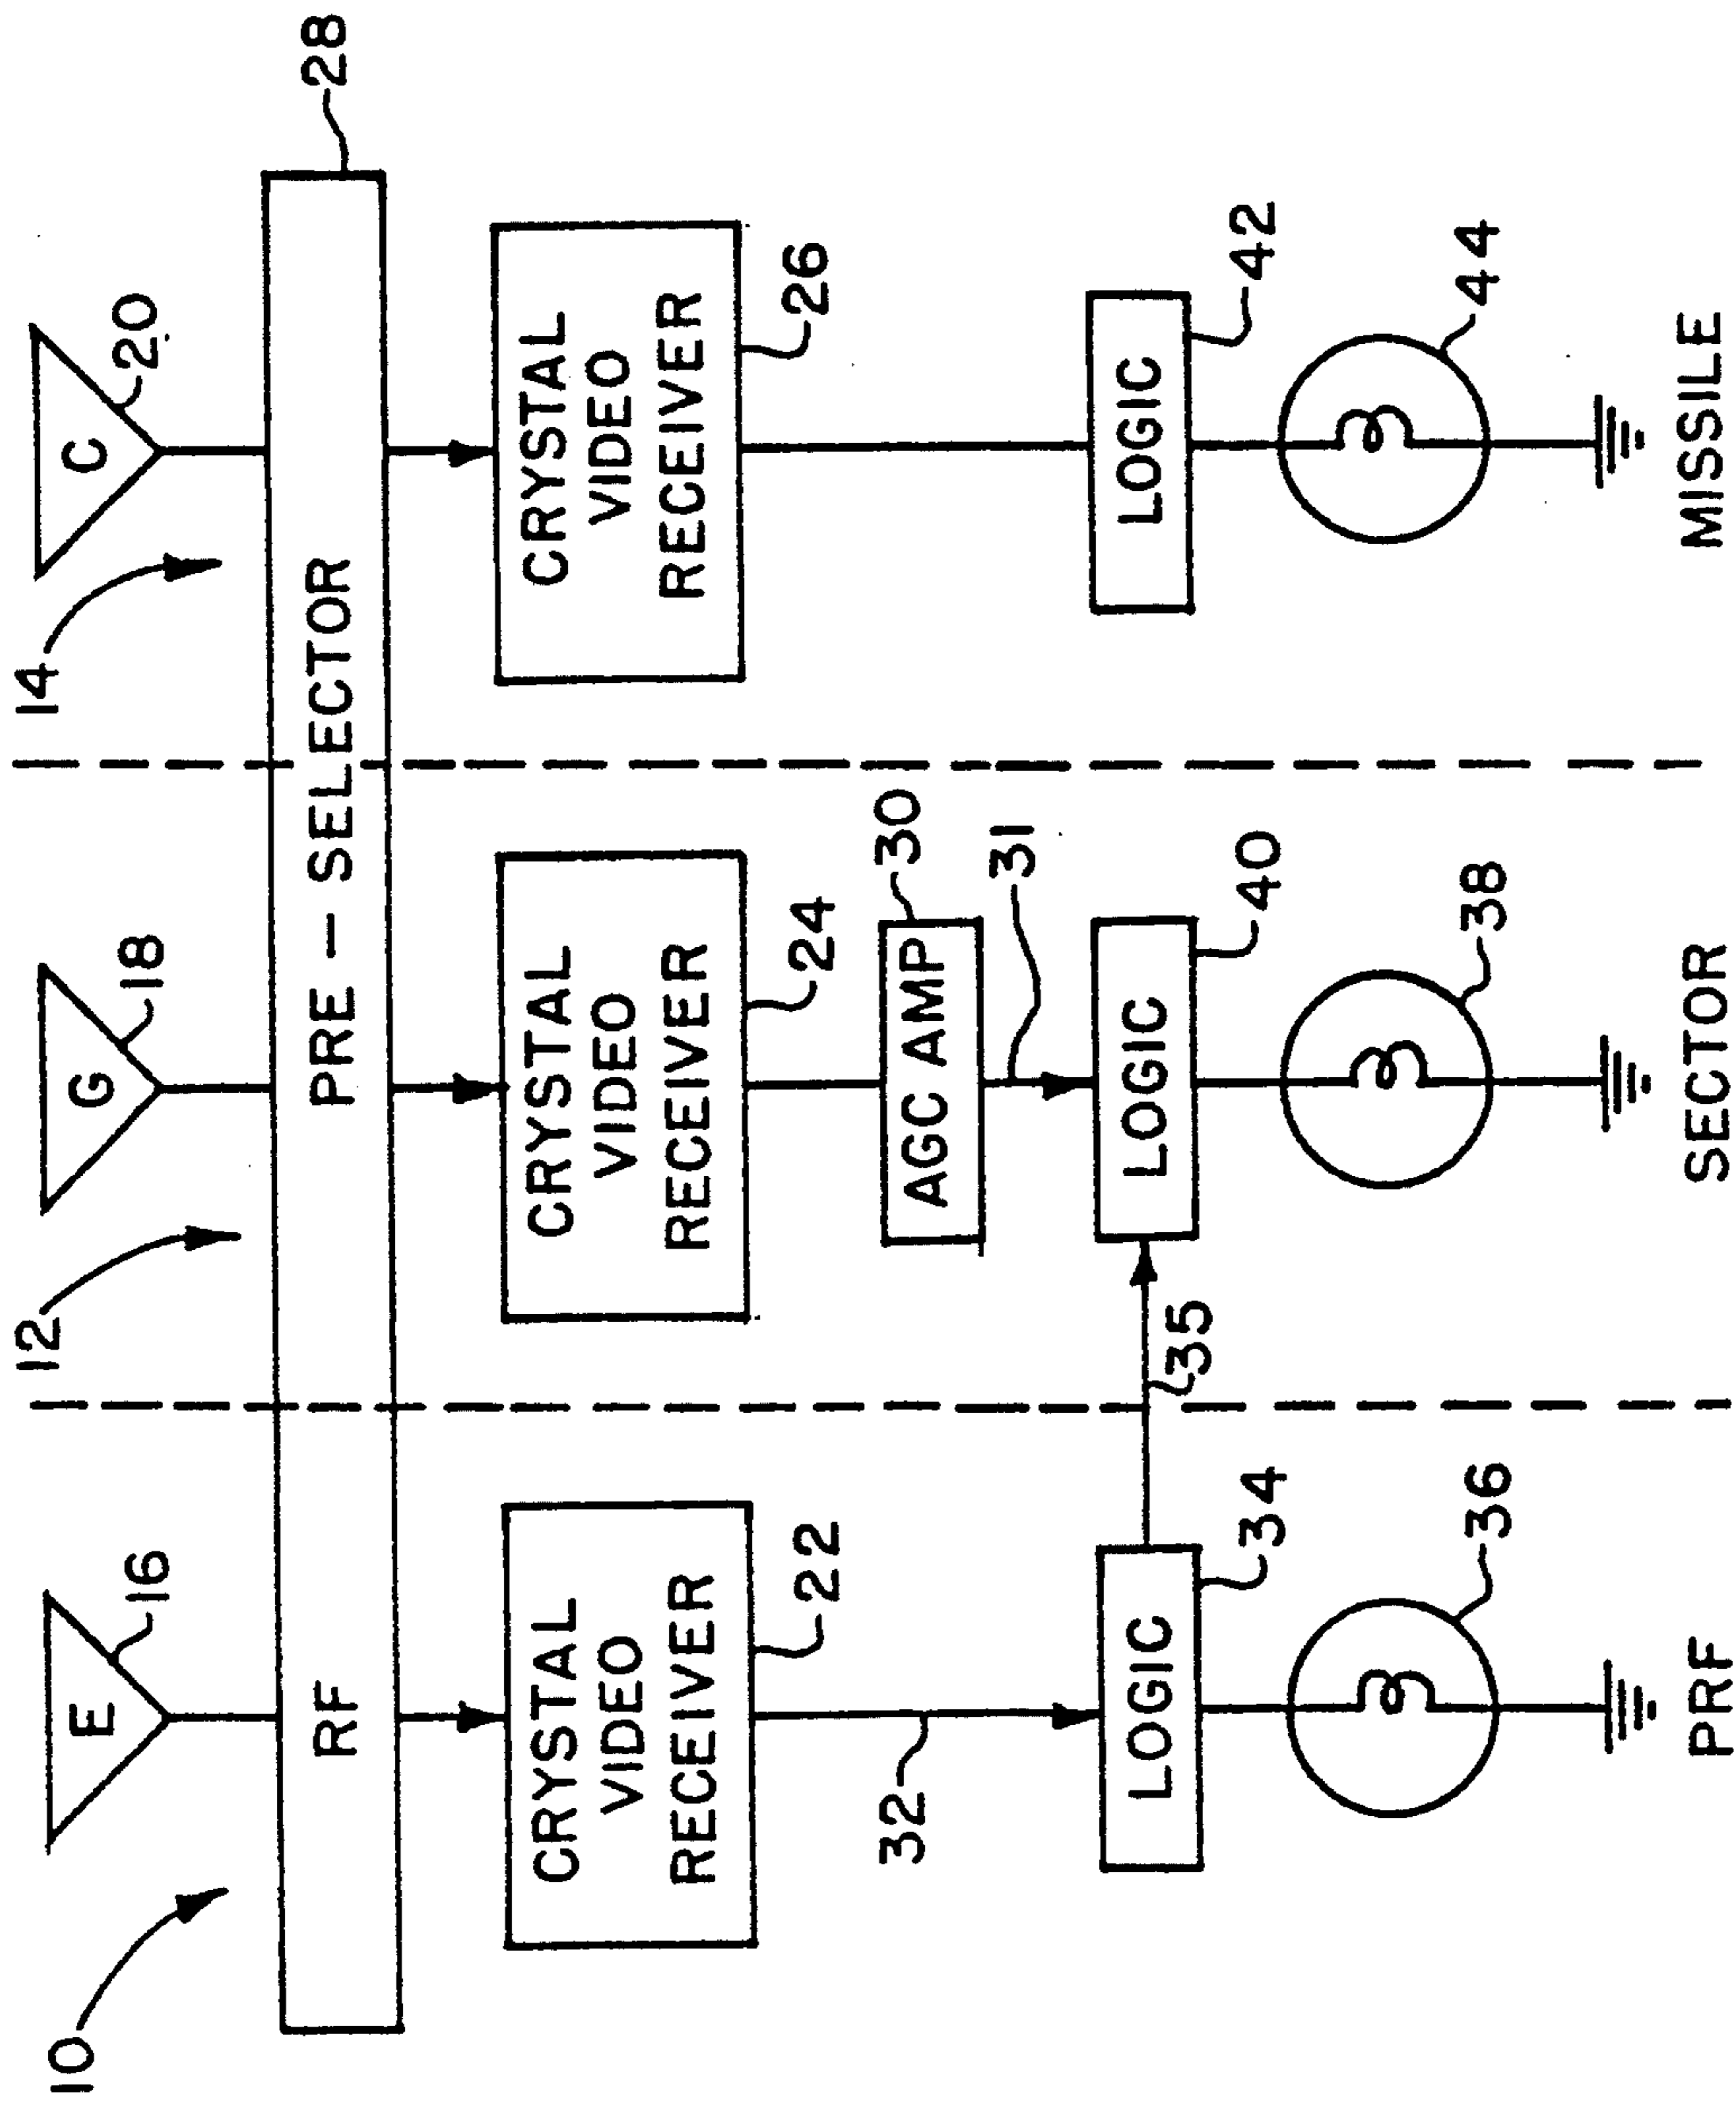 10
12
14
E
16
G
18
C
20
RF PRE - SELECTOR
28
CRYSTAL
VIDEO
RECEIVER
22
CRYSTAL
VIDEO
RECEIVER
24
CRYSTAL
VIDEO
RECEIVER
26
32
AGC AMP
30
31
LOGIC
34
35
LOGIC
40
LOGIC
42
36
38
44
PRF
SECTOR
MISSILE